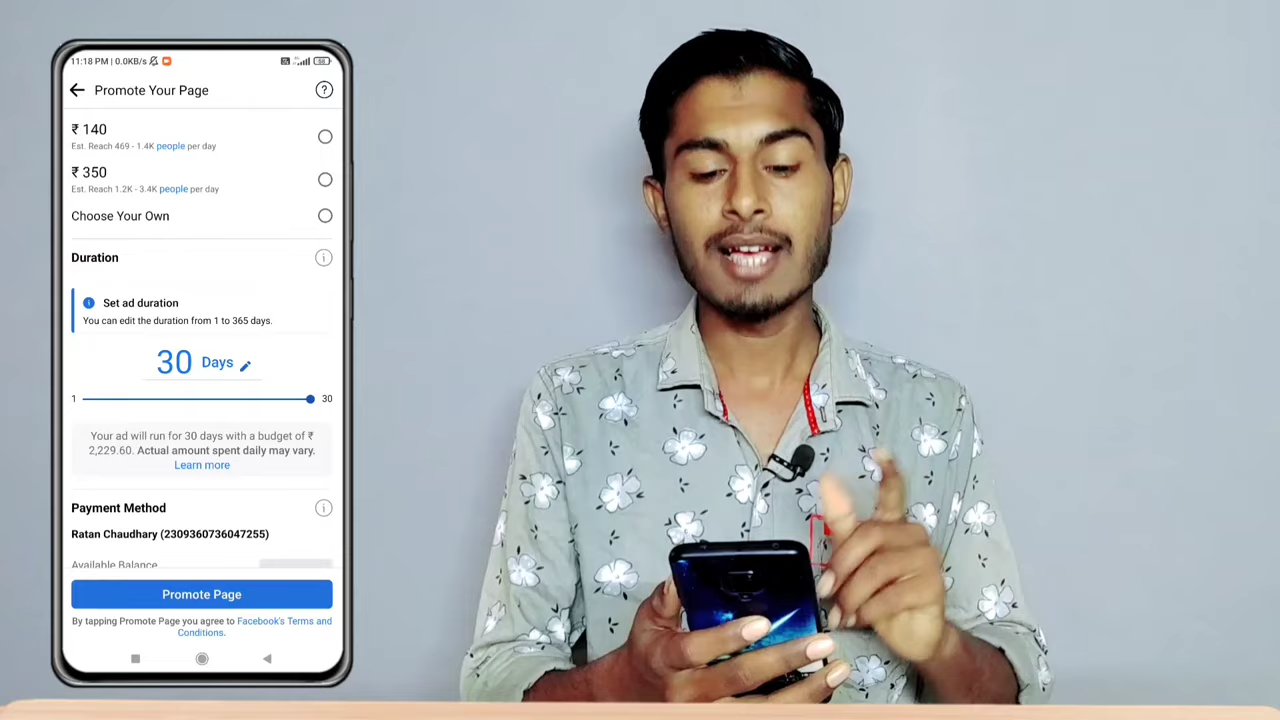 11:18 PM | 0.0KB/s
68
Promote Your Page
₹ 140
Est. Reach 469 - 1.4K people per day
₹ 350
Est. Reach 1.2K - 3.4K people per day
Choose Your Own
Duration
Set ad duration
You can edit the duration from 1 to 365 days.
30 Days
1
30
Your ad will run for 30 days with a budget of ₹
2,229.60. Actual amount spent daily may vary.
Learn more
Payment Method
Ratan Chaudhary (2309360736047255)
Available Balance
Promote Page
By tapping Promote Page you agree to Facebook's Terms and
Conditions.